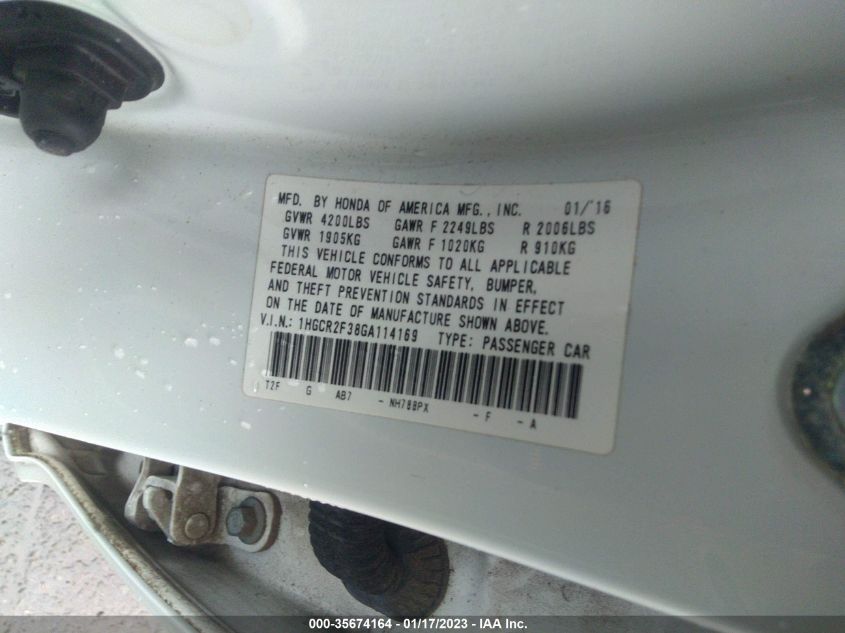 MFD. BY HONDA OF AMERICA MFG., INC. 01/'16
GVWR 4200LBS GAWR F 2249LBS R 2006LBS
GVWR 1905KG GAWR F 1020KG R 910KG
THIS VEHICLE CONFORMS TO ALL APPLICABLE
FEDERAL MOTOR VEHICLE SAFETY, BUMPER,
AND THEFT PREVENTION STANDARDS IN EFFECT
ON THE DATE OF MANUFACTURE SHOWN ABOVE.
V.I.N.: 1HGCR2F38GA114169 TYPE: PASSENGER CAR
T2F G AB7 - NH788PX - F - A
000-35674164 - 01/17/2023 - IAA Inc.